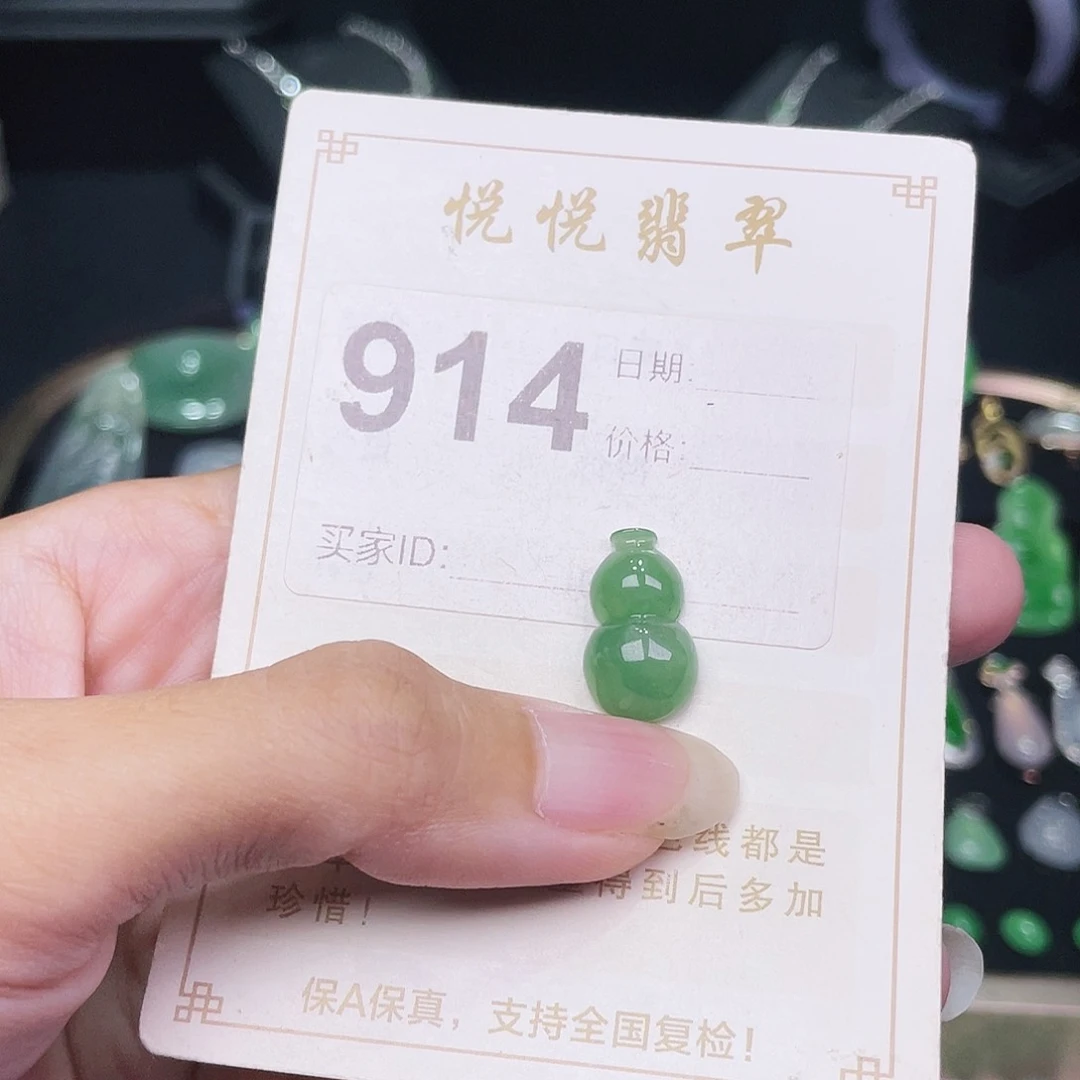 悦悦翡翠
914
日期:
价格:
买家ID:
线都是
得到后多加
珍惜!
保A保真，支持全国复检!